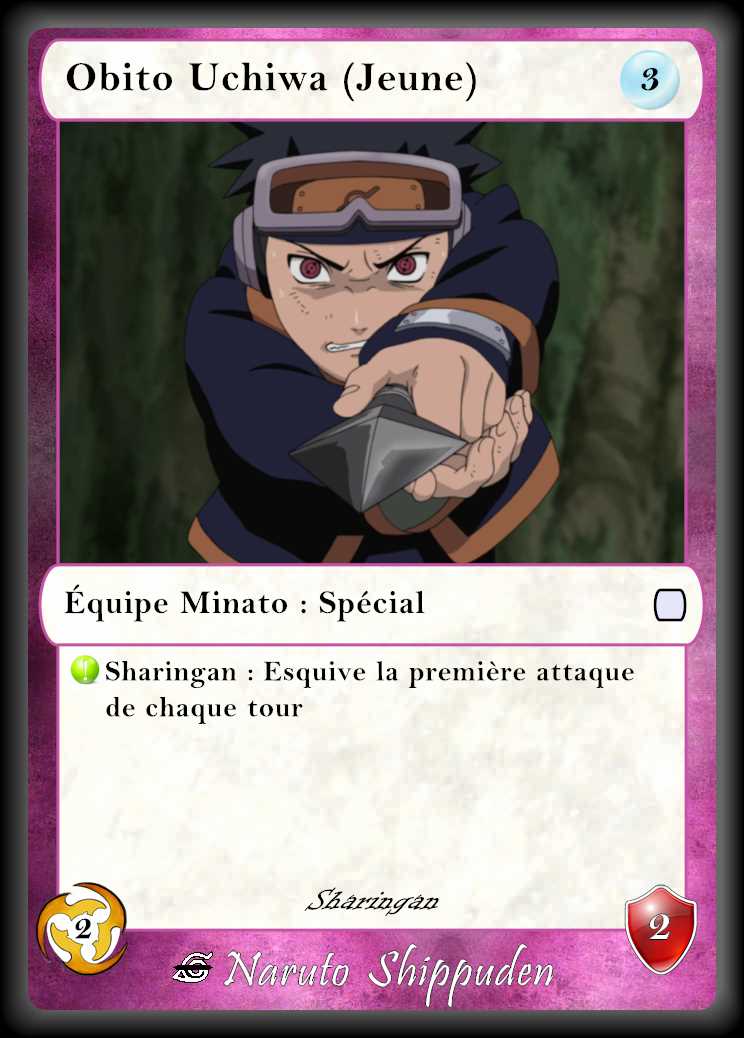 Obito Uchiwa (Jeune)
3
Équipe Minato : Spécial
Sharingan : Esquive la première attaque
de chaque tour
Sharingan
2
2
Naruto Shippuden